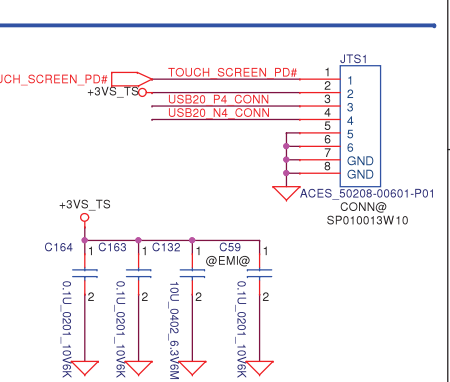 JTS1
UCH_SCREEN_PD# TOUCH_SCREEN_PD# 1 1
+3VS_TS 2 2
USB20_P4_CONN 3 3
USB20_N4_CONN 4 4
5 5
6 6
7 GND
8 GND
ACES_50208-00601-P01
CONN@
SP010013W10
+3VS_TS
C164 1 C163 1 C132 1 C59 1
@EMI@
2 2 2 2
0.1U_0201_10V6K
0.1U_0201_10V6K
10U_0402_6.3V6M
0.1U_0201_10V6K